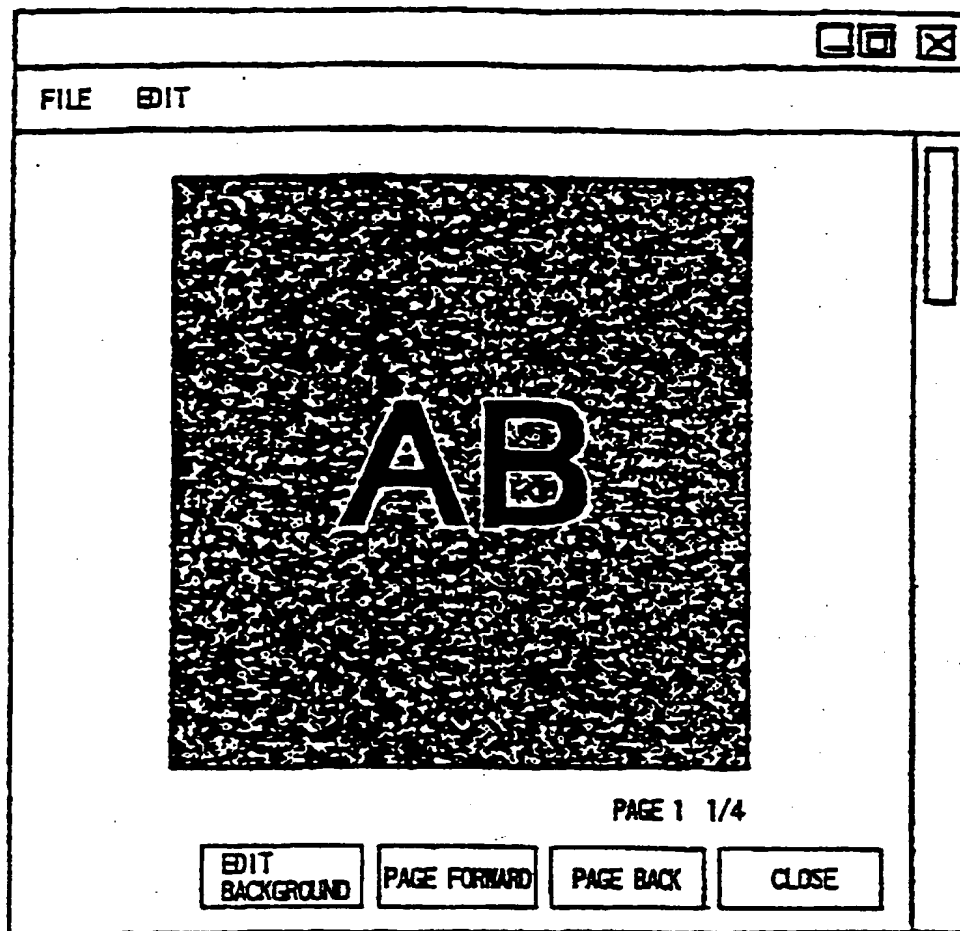 FILE EDIT
AB
PAGE 1 1/4
EDIT
BACKGROUND
PAGE FORWARD
PAGE BACK
CLOSE